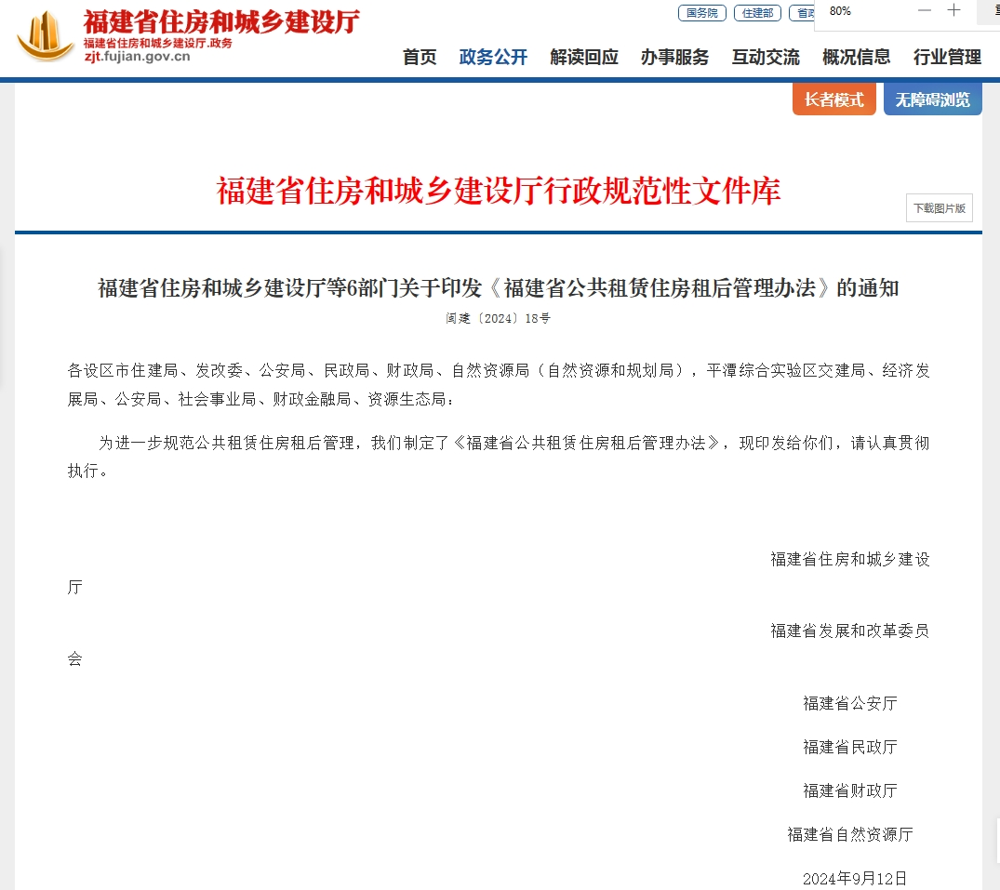 福建省住房和城乡建设厅
福建省住房和城乡建设厅.政务
zjt.fujian.gov.cn
国务院 住建部 省政
80%
首页 政务公开 解读回应 办事服务 互动交流 概况信息 行业管理
长者模式 无障碍浏览
福建省住房和城乡建设厅行政规范性文件库
下载图片版
福建省住房和城乡建设厅等6部门关于印发《福建省公共租赁住房租后管理办法》的通知
闽建〔2024〕18号
各设区市住建局、发改委、公安局、民政局、财政局、自然资源局（自然资源和规划局），平潭综合实验区交建局、经济发
展局、公安局、社会事业局、财政金融局、资源生态局：
为进一步规范公共租赁住房租后管理，我们制定了《福建省公共租赁住房租后管理办法》，现印发给你们，请认真贯彻
执行。
福建省住房和城乡建设
厅
福建省发展和改革委员
会
福建省公安厅
福建省民政厅
福建省财政厅
福建省自然资源厅
2024年9月12日